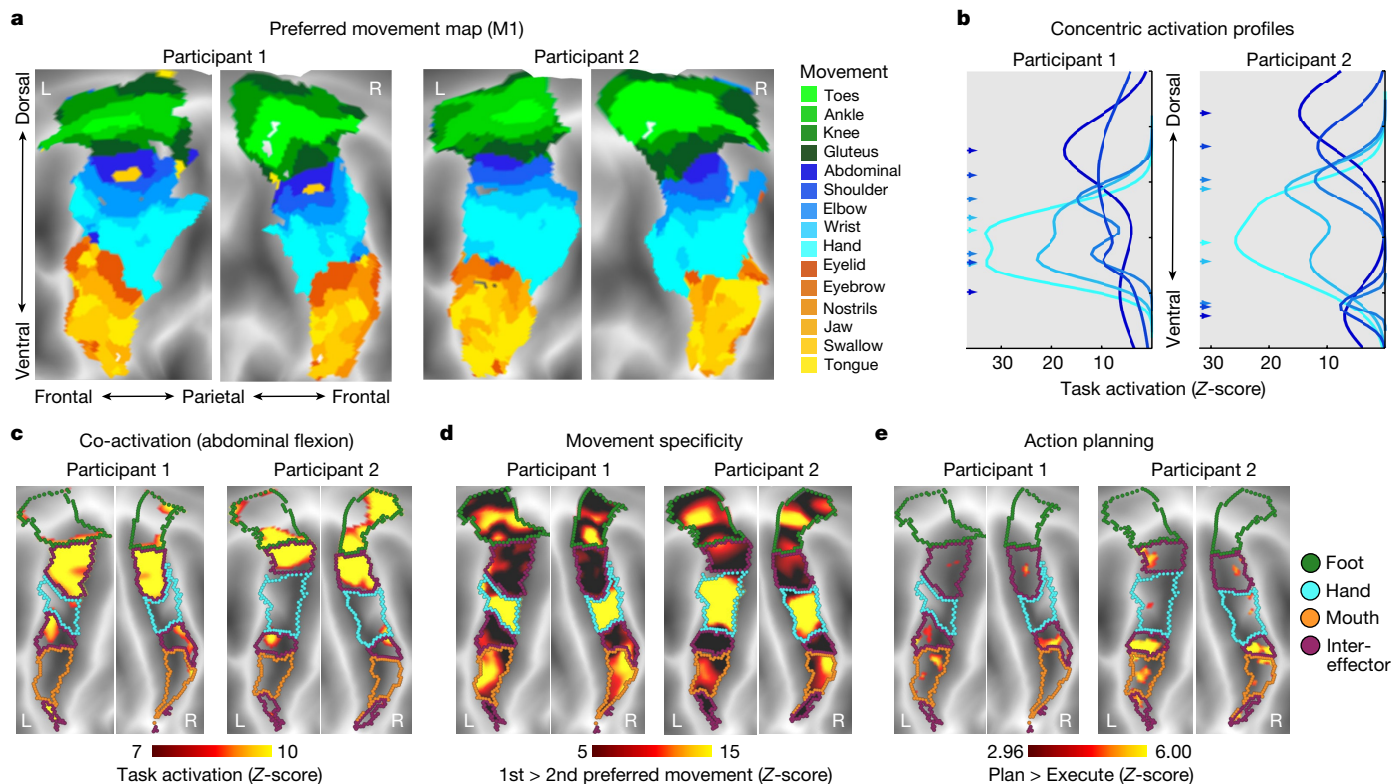 a
Preferred movement map (M1)
Participant 1
Participant 2
L
R
Dorsal
Ventral
Frontal
Parietal
Frontal
Movement
Toes
Ankle
Knee
Gluteus
Abdominal
Shoulder
Elbow
Wrist
Hand
Eyelid
Eyebrow
Nostrils
Jaw
Swallow
Tongue
b
Concentric activation profiles
Participant 1
Participant 2
Dorsal
Ventral
30 20 10
30 20 10
Task activation (Z-score)
c
Co-activation (abdominal flexion)
Participant 1
Participant 2
L
R
7 10
Task activation (Z-score)
d
Movement specificity
Participant 1
Participant 2
L
R
5 15
1st > 2nd preferred movement (Z-score)
e
Action planning
Participant 1
Participant 2
L
R
2.96 6.00
Plan > Execute (Z-score)
Foot
Hand
Mouth
Inter-
effector